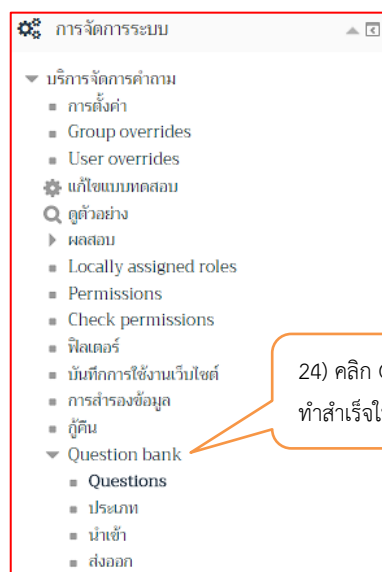 การจัดการระบบ
บริการจัดการคำถาม
การตั้งค่า
Group overrides
User overrides
แก้ไขแบบทดสอบ
ดูตัวอย่าง
ผลสอบ
Locally assigned roles
Permissions
Check permissions
ฟิลเตอร์
บันทึกการใช้งานเว็บไซต์
การสำรองข้อมูล
กู้คืน
Question bank
Questions
ประเภท
นำเข้า
ส่งออก
24) คลิก
ทำสำเร็จ